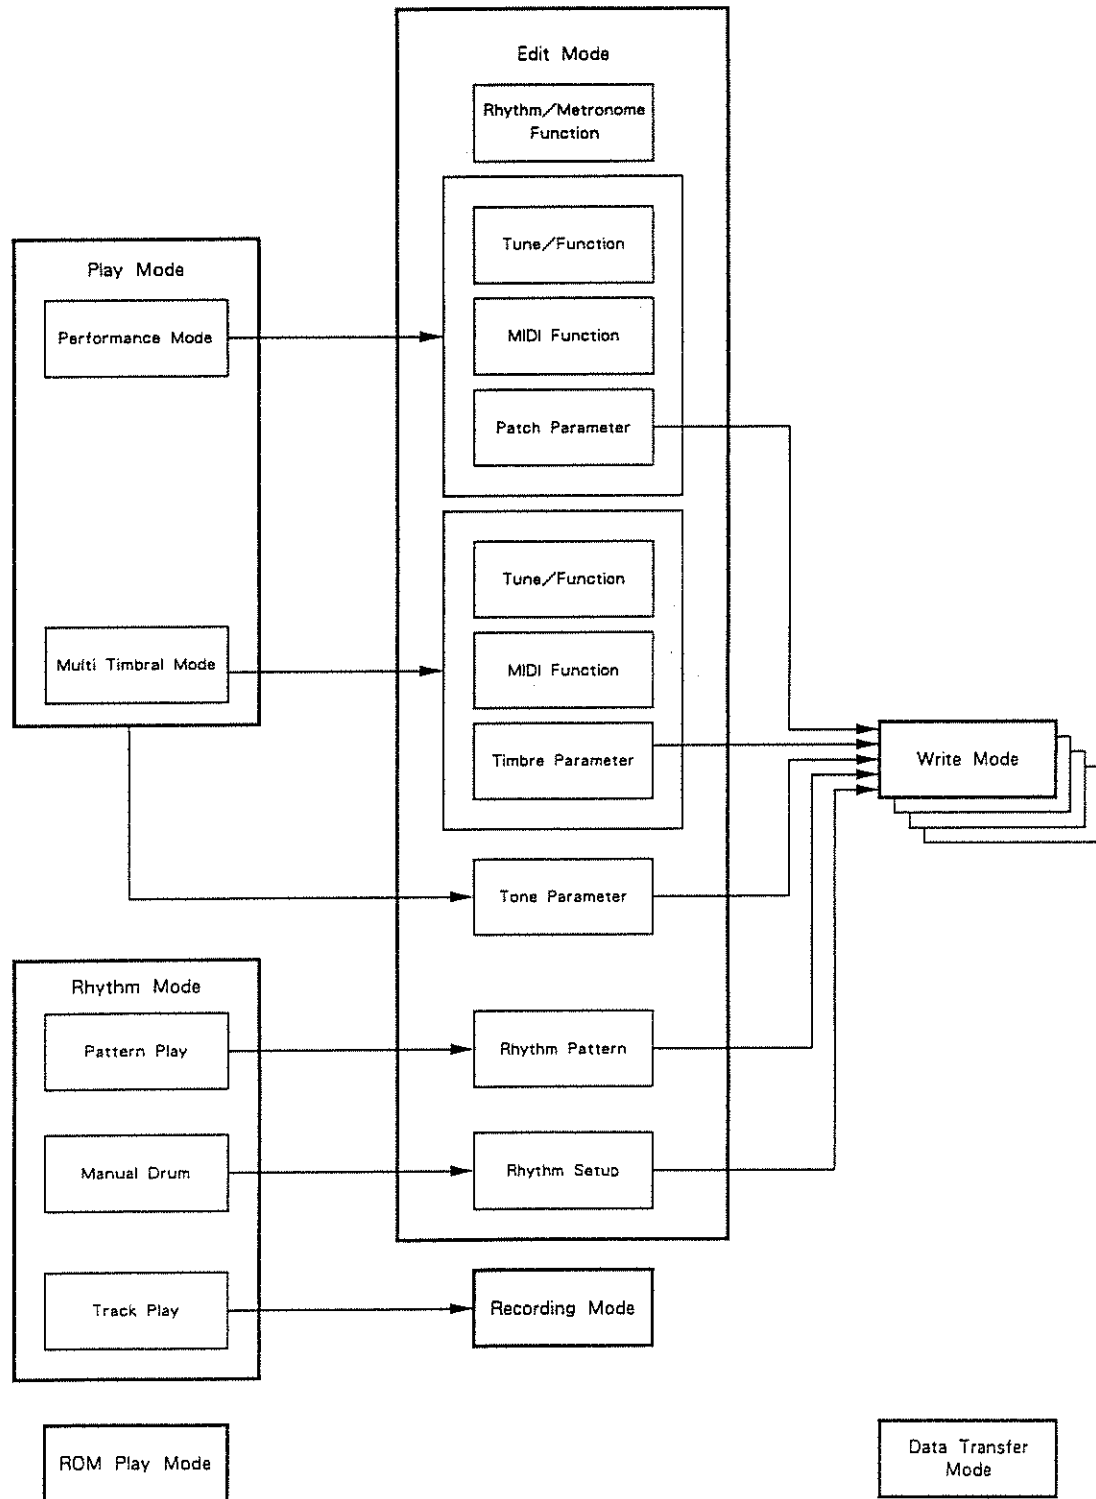 Edit Mode
Rhythm/Metronome
Function
Tune/Function
MIDI Function
Patch Parameter
Play Mode
Performance Mode
Multi Timbral Mode
Tune/Function
MIDI Function
Timbre Parameter
Write Mode
Tone Parameter
Rhythm Mode
Pattern Play
Manual Drum
Track Play
Rhythm Pattern
Rhythm Setup
Recording Mode
ROM Play Mode
Data Transfer
Mode